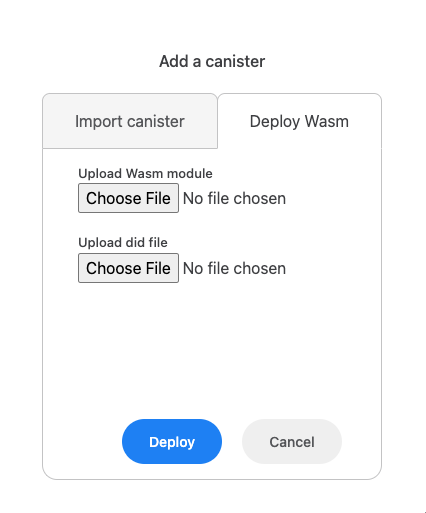 Add a canister
Import canister
Deploy Wasm
Upload Wasm module
Choose File No file chosen
Upload did file
Choose File No file chosen
Deploy
Cancel